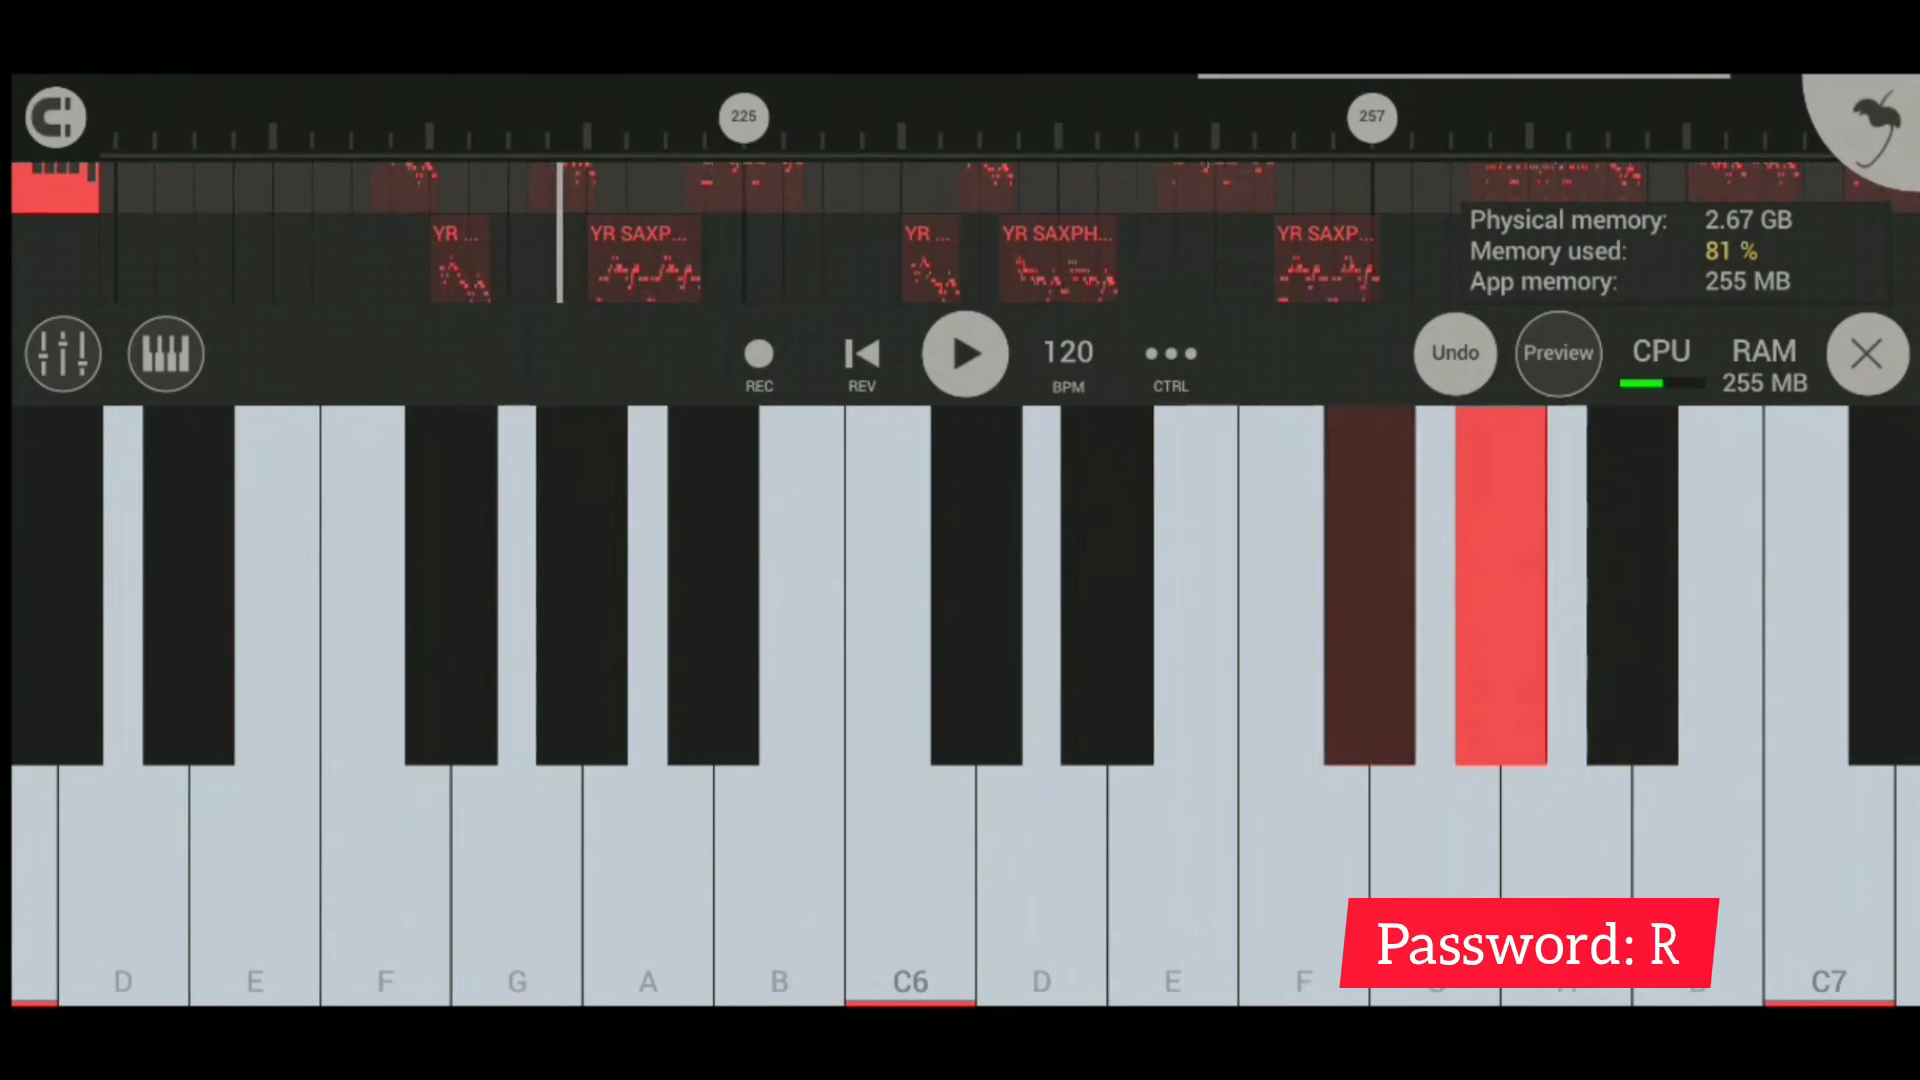 225
257
YR ...
YR SAXP...
YR ...
YR SAXPH...
YR SAXP...
Physical memory: 2.67 GB
Memory used: 81 %
App memory: 255 MB
REC
REV
120
BPM
CTRL
Undo
Preview
CPU
RAM
255 MB
Password: R
D E F G A B C6 D E F C7